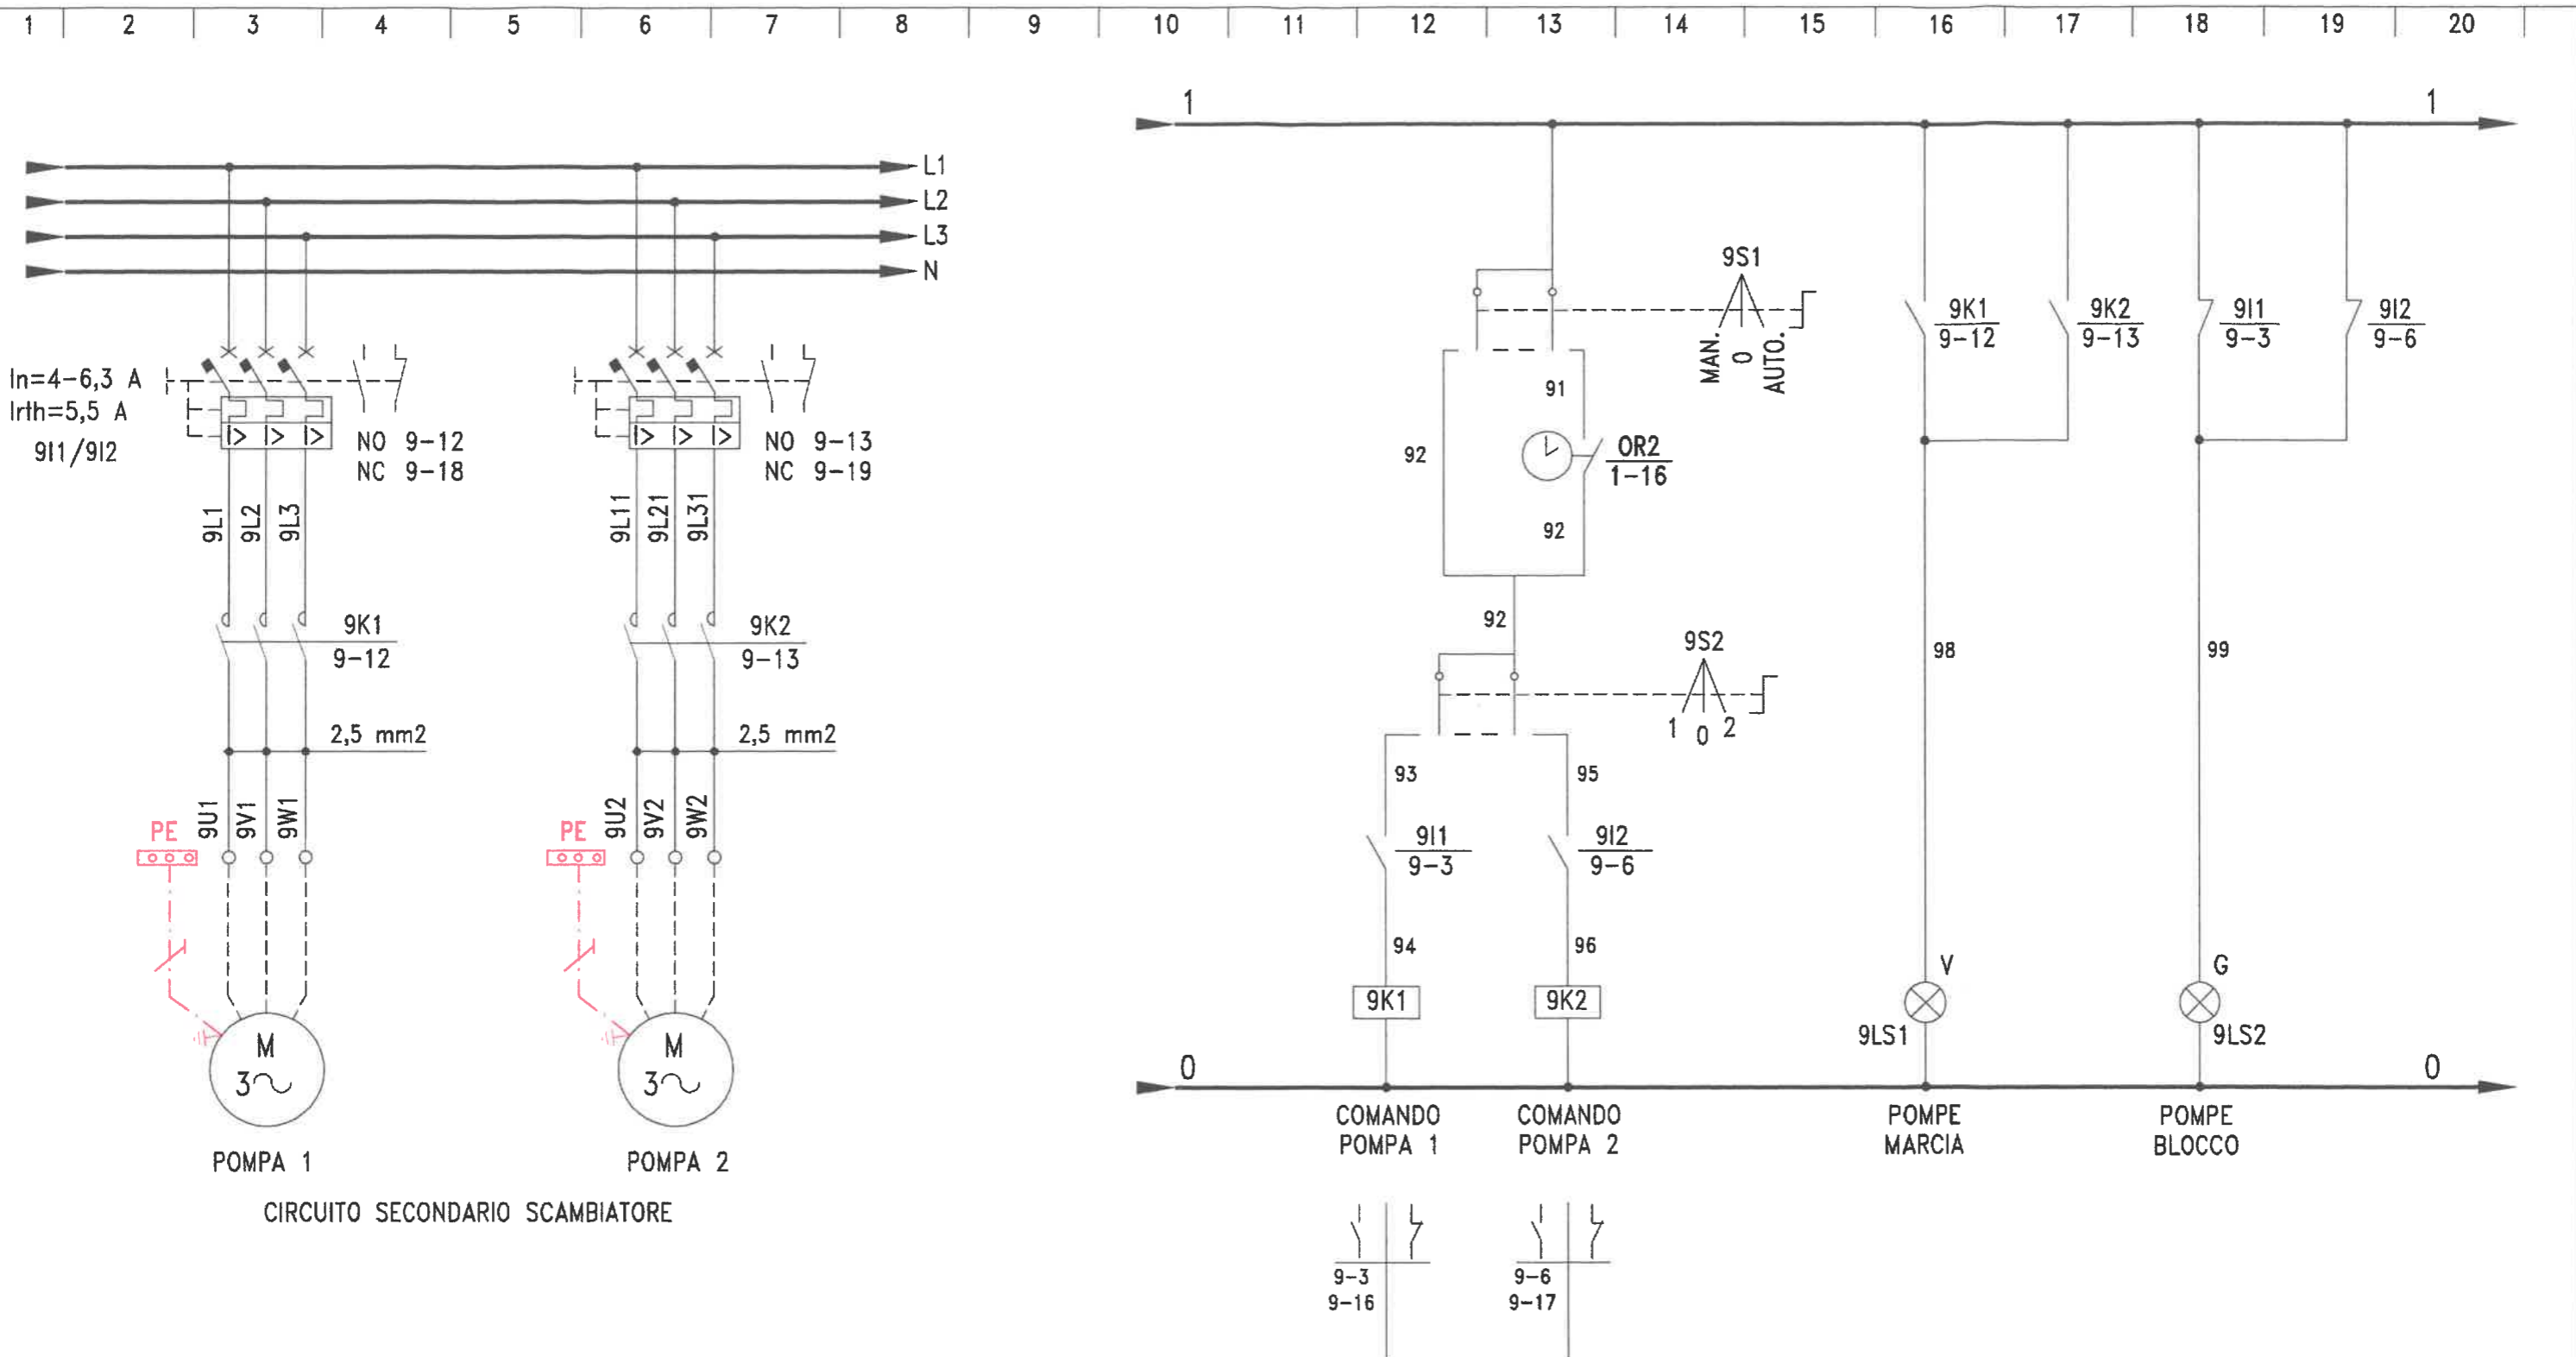 1 2 3 4 5 6 7 8 9 10 11 12 13 14 15 16 17 18 19 20
L1
L2
L3
N
In=4-6,3 A
Irth=5,5 A
9I1/9I2
NO 9-12
NC 9-18
NO 9-13
NC 9-19
I> I> I>
I> I> I>
9L1 9L2 9L3
9L11 9L21 9L31
9K1
9-12
9K2
9-13
2,5 mm2
2,5 mm2
PE
9U1 9V1 9W1
PE
9U2 9V2 9W2
M
3
M
3
POMPA 1
POMPA 2
CIRCUITO SECONDARIO SCAMBIATORE
1
1
9S1
MAN. 0 AUTO.
91
92
OR2
1-16
92
92
9S2
1 0 2
93
95
9I1
9-3
9I2
9-6
94
96
9K1
9K2
9K1
9-12
9K2
9-13
9I1
9-3
9I2
9-6
98
99
V
9LS1
G
9LS2
0
0
COMANDO
POMPA 1
COMANDO
POMPA 2
POMPE
MARCIA
POMPE
BLOCCO
9-3
9-16
9-6
9-17